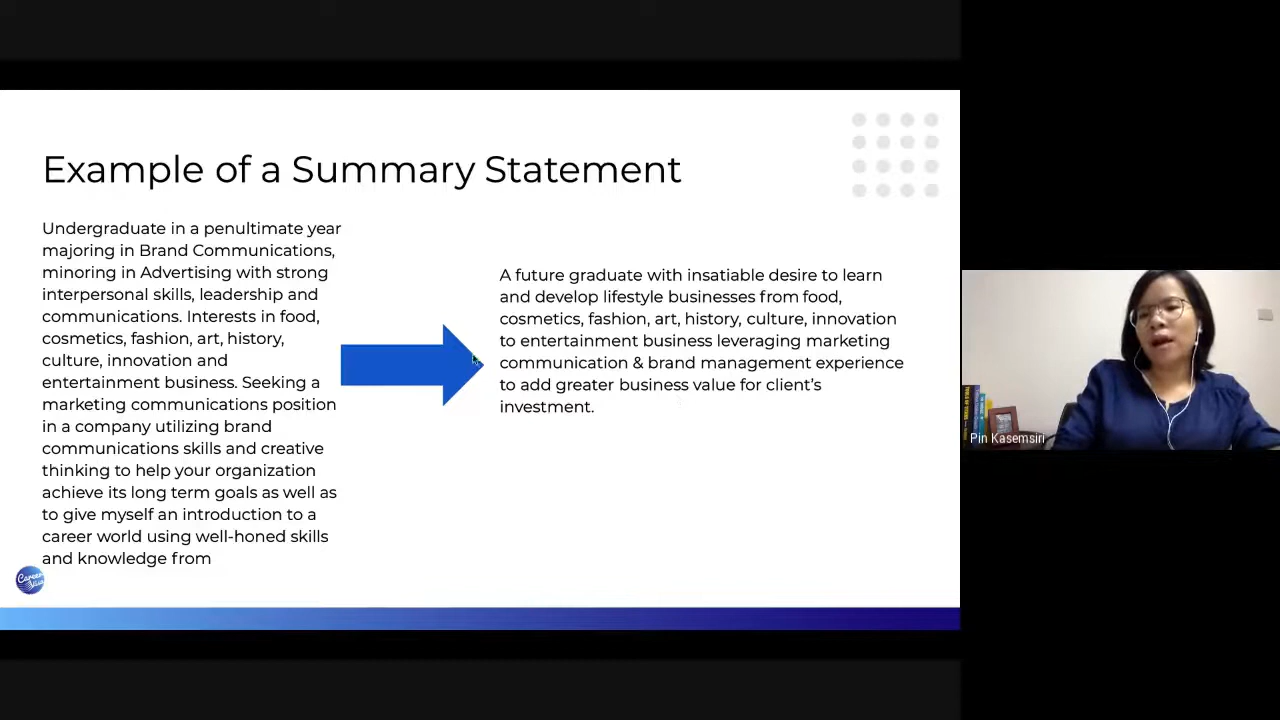 Example of a Summary Statement
Undergraduate in a penultimate year
majoring in Brand Communications,
minoring in Advertising with strong
interpersonal skills, leadership and
communications. Interests in food,
cosmetics, fashion, art, history,
culture, innovation and
entertainment business. Seeking a
marketing communications position
in a company utilizing brand
communications skills and creative
thinking to help your organization
achieve its long term goals as well as
to give myself an introduction to a
career world using well-honed skills
and knowledge from
A future graduate with insatiable desire to learn
and develop lifestyle businesses from food,
cosmetics, fashion, art, history, culture, innovation
to entertainment business leveraging marketing
communication & brand management experience
to add greater business value for client's
investment.
Career
Pin Kasemsiri